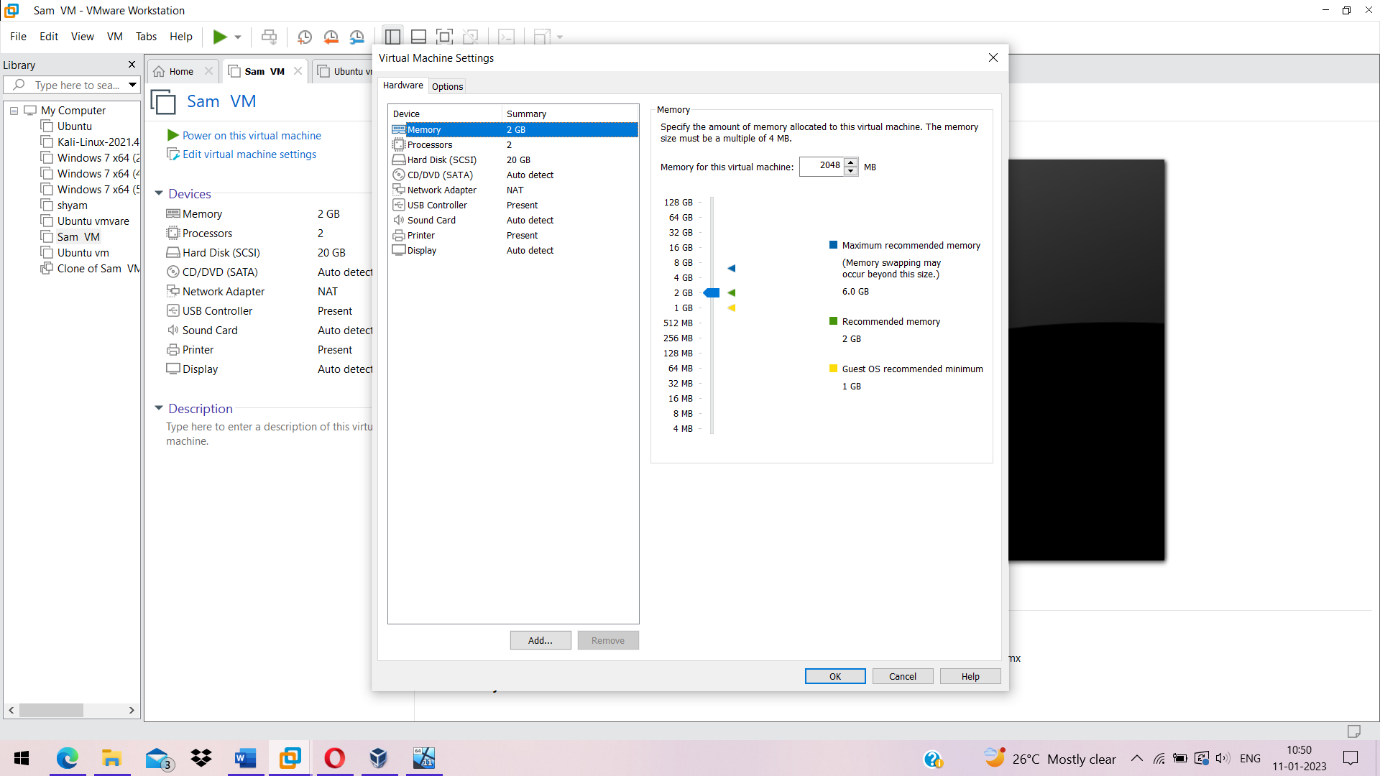 Sam VM - VMware Workstation
File Edit View VM Tabs Help
Library
Type here to sea...
My Computer
Ubuntu
Kali-Linux-2021.4
Windows 7 x64 (2
Windows 7 x64 (4
Windows 7 x64 (5
shyam
Ubuntu vmvare
Sam VM
Ubuntu vm
Clone of Sam VM
Home
Sam VM
Ubuntu vm
Sam VM
Power on this virtual machine
Edit virtual machine settings
Devices
Memory 2 GB
Processors 2
Hard Disk (SCSI) 20 GB
CD/DVD (SATA) Auto detect
Network Adapter NAT
USB Controller Present
Sound Card Auto detect
Printer Present
Display Auto detect
Description
Type here to enter a description of this virtu
machine.
Virtual Machine Settings
Hardware Options
Device Summary
Memory 2 GB
Processors 2
Hard Disk (SCSI) 20 GB
CD/DVD (SATA) Auto detect
Network Adapter NAT
USB Controller Present
Sound Card Auto detect
Printer Present
Display Auto detect
Add... Remove
Memory
Specify the amount of memory allocated to this virtual machine. The memory
size must be a multiple of 4 MB.
Memory for this virtual machine: 2048 MB
128 GB
64 GB
32 GB
16 GB
8 GB
4 GB
2 GB
1 GB
512 MB
256 MB
128 MB
64 MB
32 MB
16 MB
8 MB
4 MB
Maximum recommended memory
(Memory swapping may
occur beyond this size.)
6.0 GB
Recommended memory
2 GB
Guest OS recommended minimum
1 GB
OK Cancel Help
mx
3
26°C Mostly clear
ENG
10:50
11-01-2023